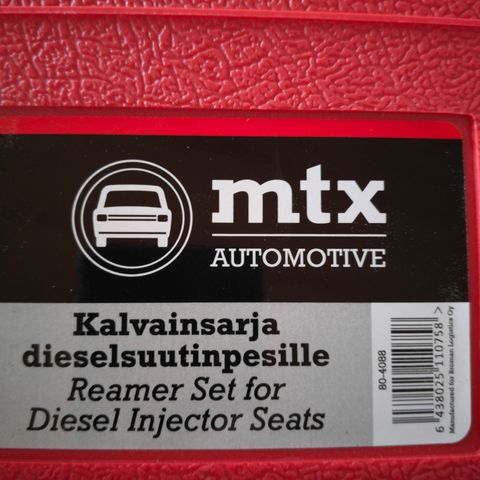 mtx
AUTOMOTIVE
Kalvainsarja
dieselsuutinpesille
Reamer Set for
Diesel Injector Seats
80-4088
6 438025 110758 >
Manufactured for Broman Logistics Oy